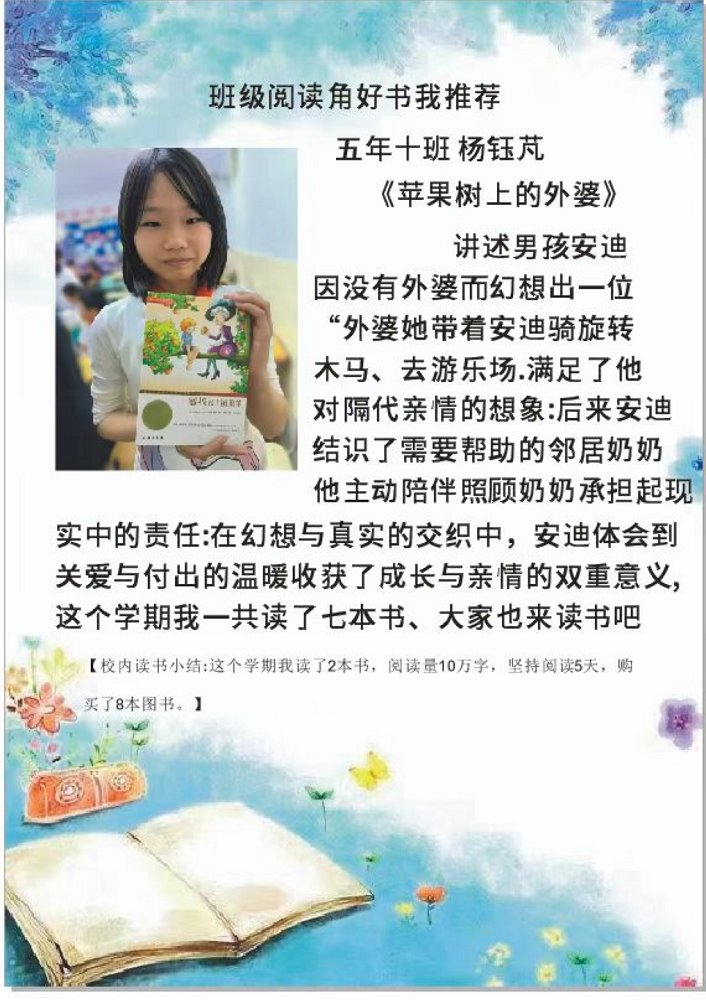 班级阅读角好书我推荐
五年十班 杨钰芃
《苹果树上的外婆》
讲述男孩安迪
因没有外婆而幻想出一位
“外婆她带着安迪骑旋转
木马、去游乐场.满足了他
对隔代亲情的想象:后来安迪
结识了需要帮助的邻居奶奶
他主动陪伴照顾奶奶承担起现
实中的责任:在幻想与真实的交织中，安迪体会到
关爱与付出的温暖收获了成长与亲情的双重意义,
这个学期我一共读了七本书、大家也来读书吧
【校内读书小结:这个学期我读了2本书，阅读量10万字，坚持阅读5天，购
买了8本图书。】